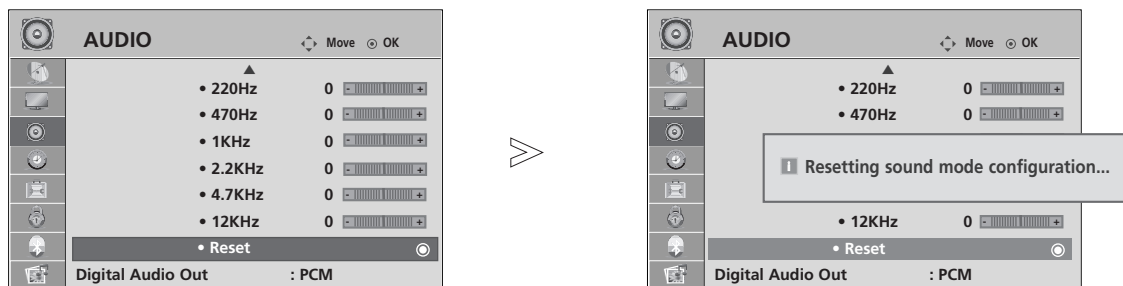 AUDIO Move OK
• 220Hz 0 - +
• 470Hz 0 - +
• 1KHz 0 - +
• 2.2KHz 0 - +
• 4.7KHz 0 - +
• 12KHz 0 - +
• Reset
Digital Audio Out : PCM
>
AUDIO Move OK
• 220Hz 0 - +
• 470Hz 0 - +
Resetting sound mode configuration...
• 12KHz 0 - +
• Reset
Digital Audio Out : PCM